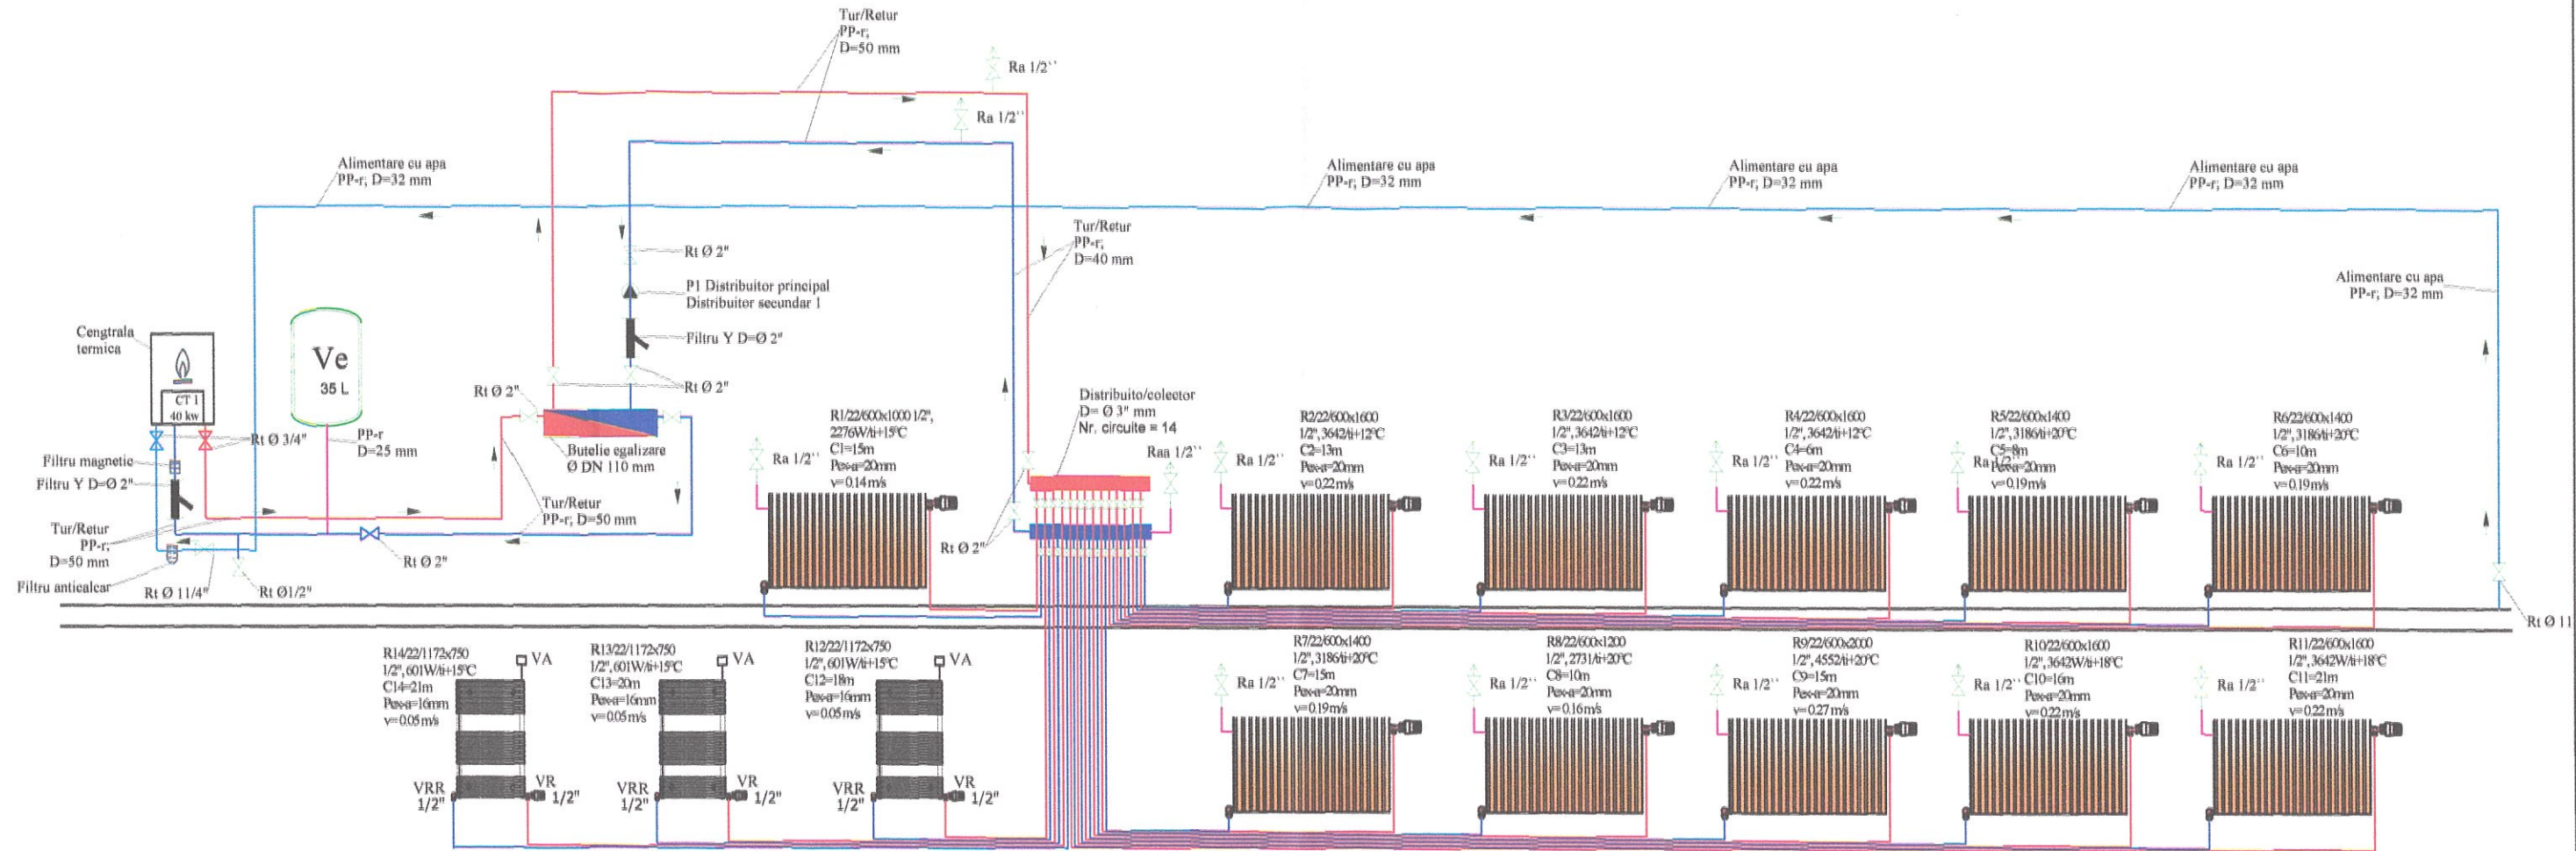 Tur/Retur
PP-r;
D=50 mm
Ra 1/2``
Ra 1/2``
Alimentare cu apa
PP-r; D=32 mm
Alimentare cu apa
PP-r; D=32 mm
Alimentare cu apa
PP-r; D=32 mm
Alimentare cu apa
PP-r; D=32 mm
Tur/Retur
PP-r;
D=40 mm
Rt Ø 2"
P1 Distribuitor principal
Distribuitor secundar 1
Filtru Y D=Ø 2"
Rt Ø 2"
Alimentare cu apa
PP-r; D=32 mm
Cengtrala
termica
CT 1
40 kw
Ve
35 L
Rt Ø 2"
Rt Ø 3/4"
PP-r
D=25 mm
Butelie egalizare
Ø DN 110 mm
Filtru magnetic
Filtru Y D=Ø 2"
Tur/Retur
PP-r;
D=50 mm
Tur/Retur
PP-r; D=50 mm
Rt Ø 2"
Filtru anticalcar
Rt Ø 11/4"
Rt Ø1/2"
Distribuito/colector
D= Ø 3" mm
Nr. circuite = 14
Raa 1/2``
Rt Ø 2"
R1/22/600x1000 1/2",
2276W/ti+15°C
C1=15m
Pex-a=20mm
v=0.14m/s
Ra 1/2``
R2/22/600x1600
1/2", 3642/ti+12°C
C2=13m
Pex-a=20mm
v=0.22m/s
Ra 1/2``
R3/22/600x1600
1/2", 3642/ti+12°C
C3=13m
Pex-a=20mm
v=0.22m/s
Ra 1/2``
R4/22/600x1600
1/2", 3642/ti+12°C
C4=6m
Pex-a=20mm
v=0.22m/s
Ra 1/2``
R5/22/600x1400
1/2", 3186/ti+20°C
C5=8m
Pex-a=20mm
v=0.19m/s
Ra 1/2``
R6/22/600x1400
1/2", 3186/ti+20°C
C6=10m
Pex-a=20mm
v=0.19m/s
Ra 1/2``
Rt Ø 11
R14/22/1172x750
1/2", 601W/ti+15°C
C14=21m
Pex-a=16mm
v=0.05m/s
VA
VRR
1/2"
VR
1/2"
R13/22/1172x750
1/2", 601W/ti+15°C
C13=20m
Pex-a=16mm
v=0.05m/s
VA
VRR
1/2"
VR
1/2"
R12/22/1172x750
1/2", 601W/ti+15°C
C12=18m
Pex-a=16mm
v=0.05m/s
VA
VRR
1/2"
VR
1/2"
R7/22/600x1400
1/2", 3186/ti+20°C
C7=15m
Pex-a=20mm
v=0.19m/s
Ra 1/2``
R8/22/600x1200
1/2", 2731/ti+20°C
C8=10m
Pex-a=20mm
v=0.16m/s
Ra 1/2``
R9/22/600x2000
1/2", 4552/ti+20°C
C9=15m
Pex-a=20mm
v=0.27m/s
Ra 1/2``
R10/22/600x1600
1/2", 3642W/ti+18°C
C10=16m
Pex-a=20mm
v=0.22m/s
Ra 1/2``
R11/22/600x1600
1/2", 3642W/ti+18°C
C11=21m
Pex-a=20mm
v=0.22m/s
Ra 1/2``